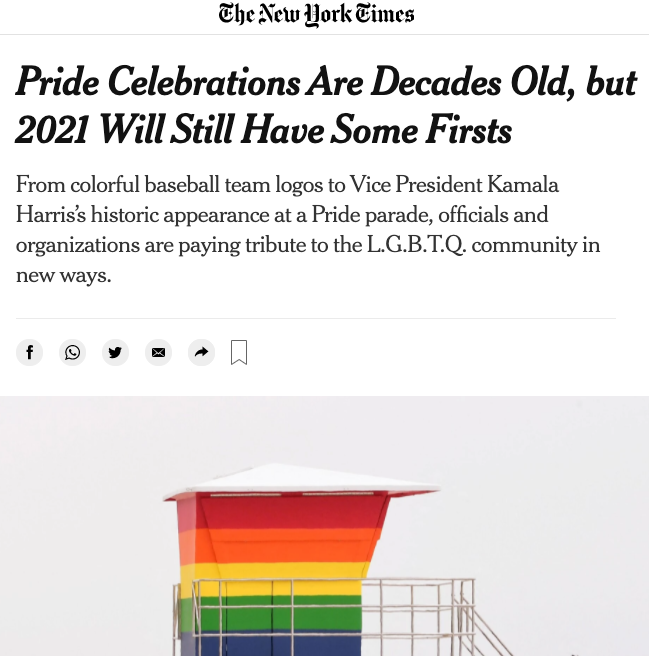 The New York Times
Pride Celebrations Are Decades Old, but
2021 Will Still Have Some Firsts
From colorful baseball team logos to Vice President Kamala
Harris’s historic appearance at a Pride parade, officials and
organizations are paying tribute to the L.G.B.T.Q. community in
new ways.